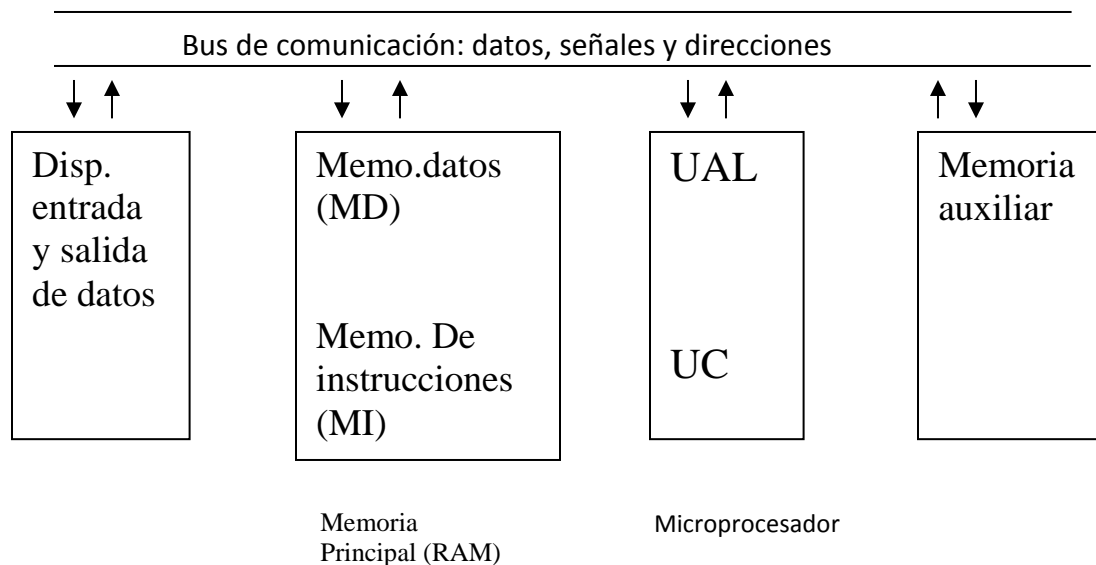 Bus de comunicación: datos, señales y direcciones
Disp.
entrada
y salida
de datos
Memo.datos
(MD)
Memo. De
instrucciones
(MI)
UAL
UC
Memoria
auxiliar
Memoria
Principal (RAM)
Microprocesador